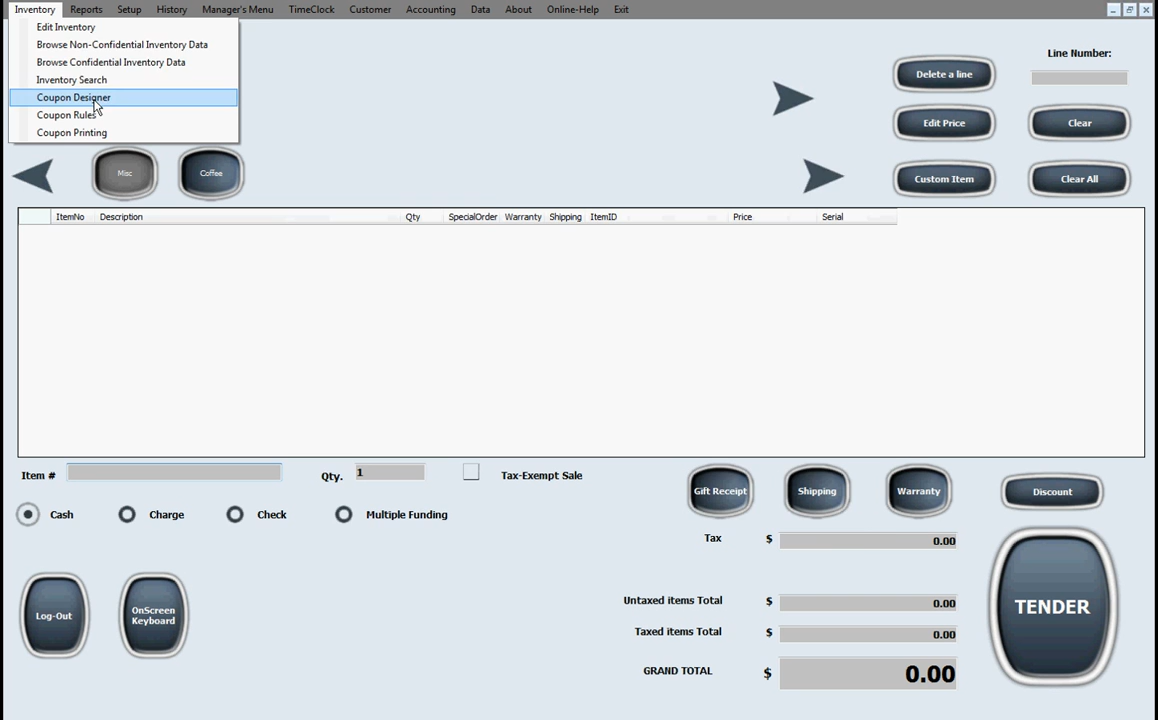 Inventory Reports Setup History Manager's Menu TimeClock Customer Accounting Data About Online-Help Exit
Edit Inventory
Browse Non-Confidential Inventory Data
Browse Confidential Inventory Data
Inventory Search
Coupon Designer
Coupon Rules
Coupon Printing
Delete a line
Line Number:
Edit Price
Clear
Misc
Coffee
Custom Item
Clear All
ItemNo Description Qty SpecialOrder Warranty Shipping ItemID Price Serial
Item #
Qty. 1
Tax-Exempt Sale
Gift Receipt
Shipping
Warranty
Discount
Cash
Charge
Check
Multiple Funding
Tax $ 0.00
Log-Out
OnScreen
Keyboard
Untaxed items Total $ 0.00
Taxed items Total $ 0.00
GRAND TOTAL $ 0.00
TENDER